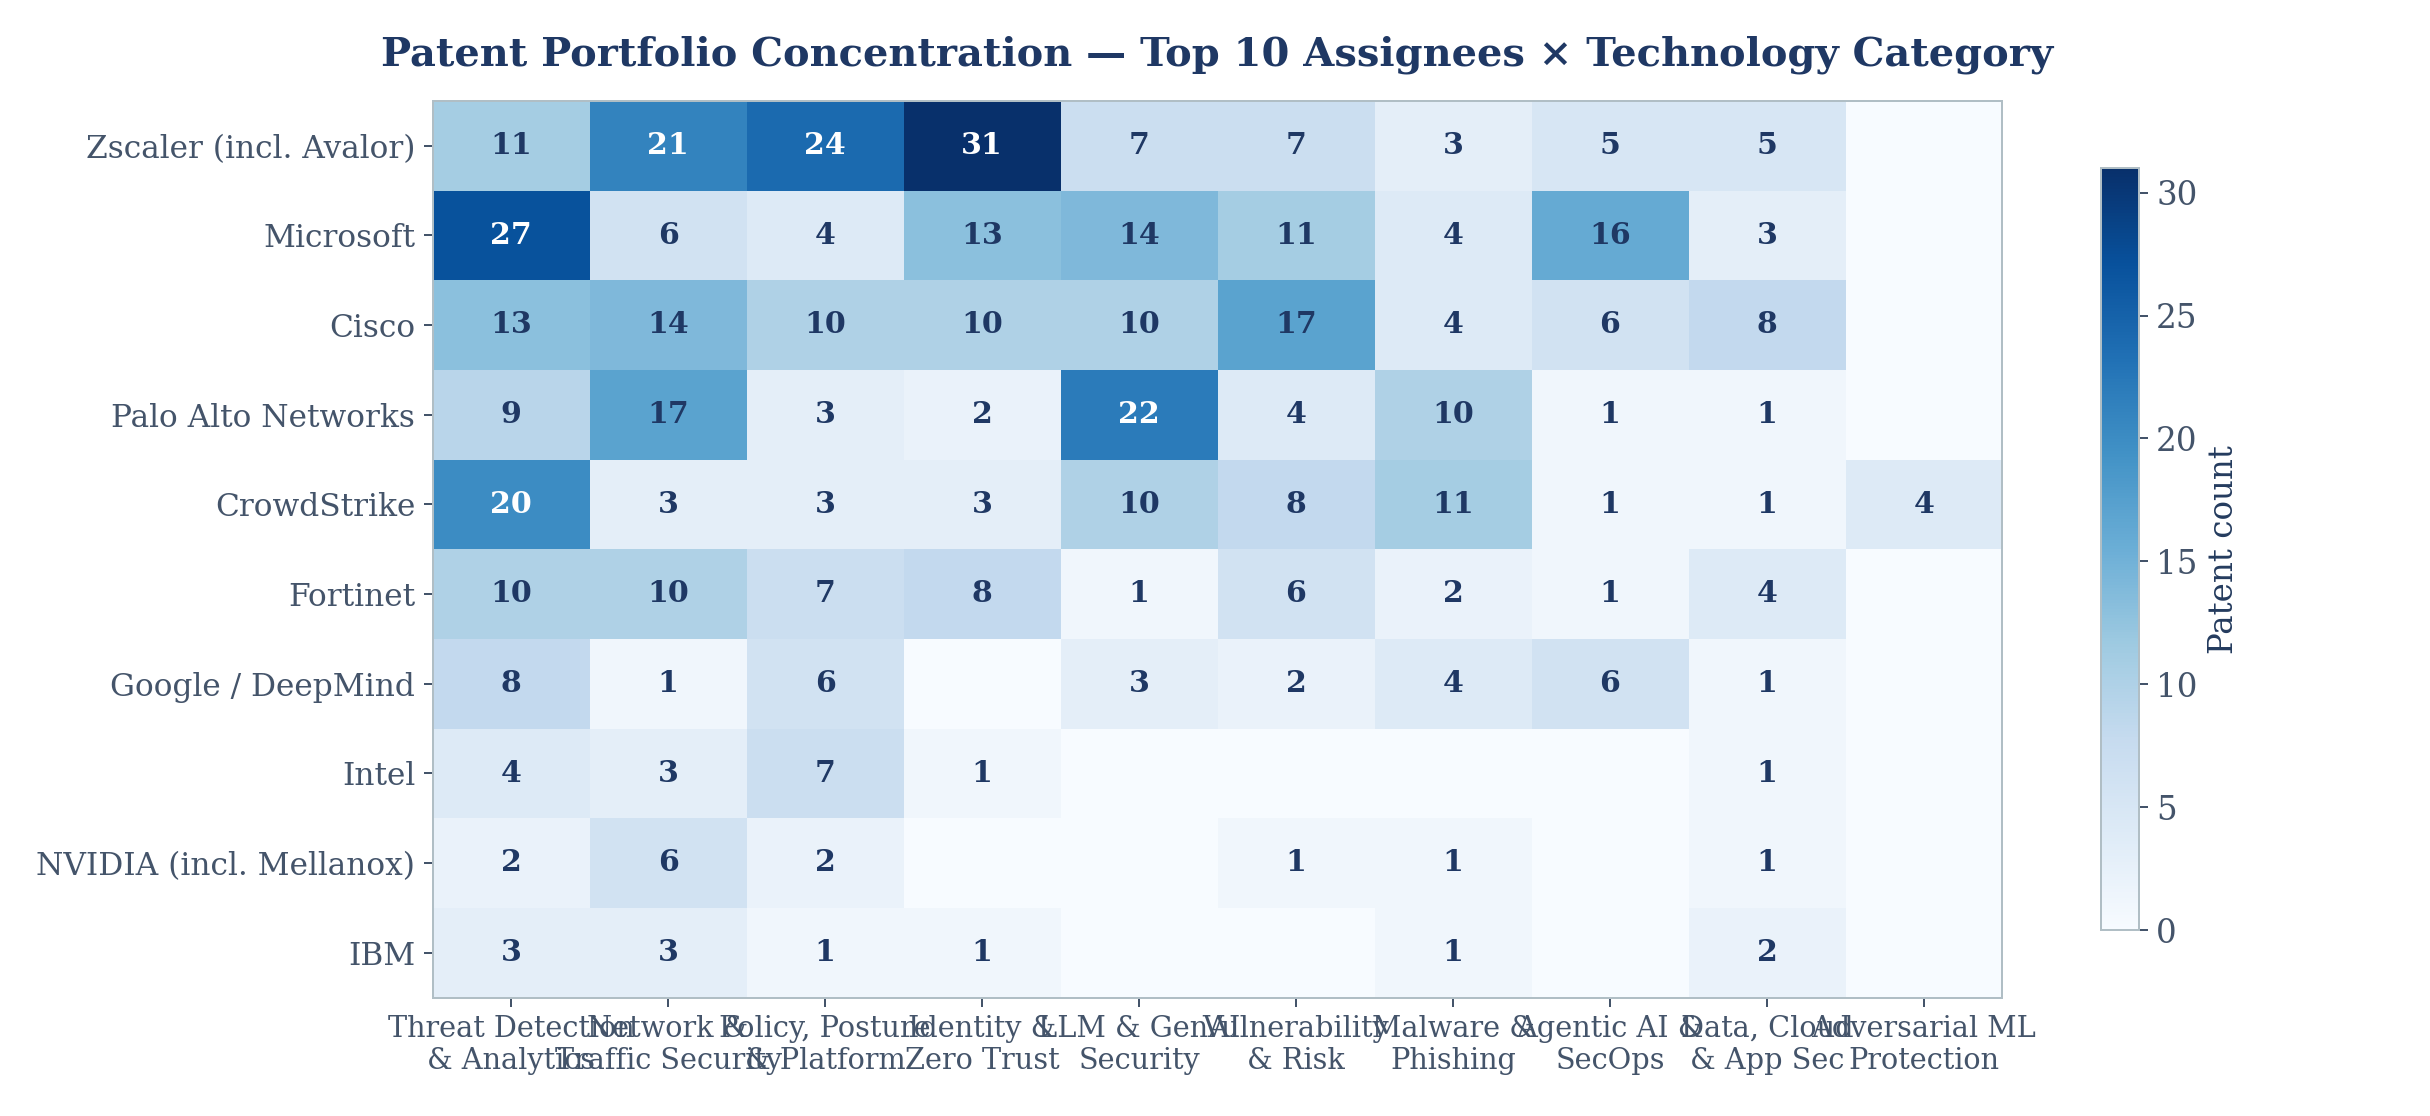 Patent Portfolio Concentration — Top 10 Assignees × Technology Category
Zscaler (incl. Avalor) 11 21 24 31 7 7 3 5 5
Microsoft 27 6 4 13 14 11 4 16 3
Cisco 13 14 10 10 10 17 4 6 8
Palo Alto Networks 9 17 3 2 22 4 10 1 1
CrowdStrike 20 3 3 3 10 8 11 1 1 4
Fortinet 10 10 7 8 1 6 2 1 4
Google / DeepMind 8 1 6 3 2 4 6 1
Intel 4 3 7 1 1
NVIDIA (incl. Mellanox) 2 6 2 1 1 1
IBM 3 3 1 1 1 2
Threat Detection
& Analytics
Network &
Traffic Security
Policy, Posture
& Platform
Identity &
Zero Trust
LLM & GenAI
Security
Vulnerability
& Risk
Malware &
Phishing
Agentic AI &
SecOps
Data, Cloud
& App Sec
Adversarial ML
Protection
30
25
20
15
10
5
0
Patent count